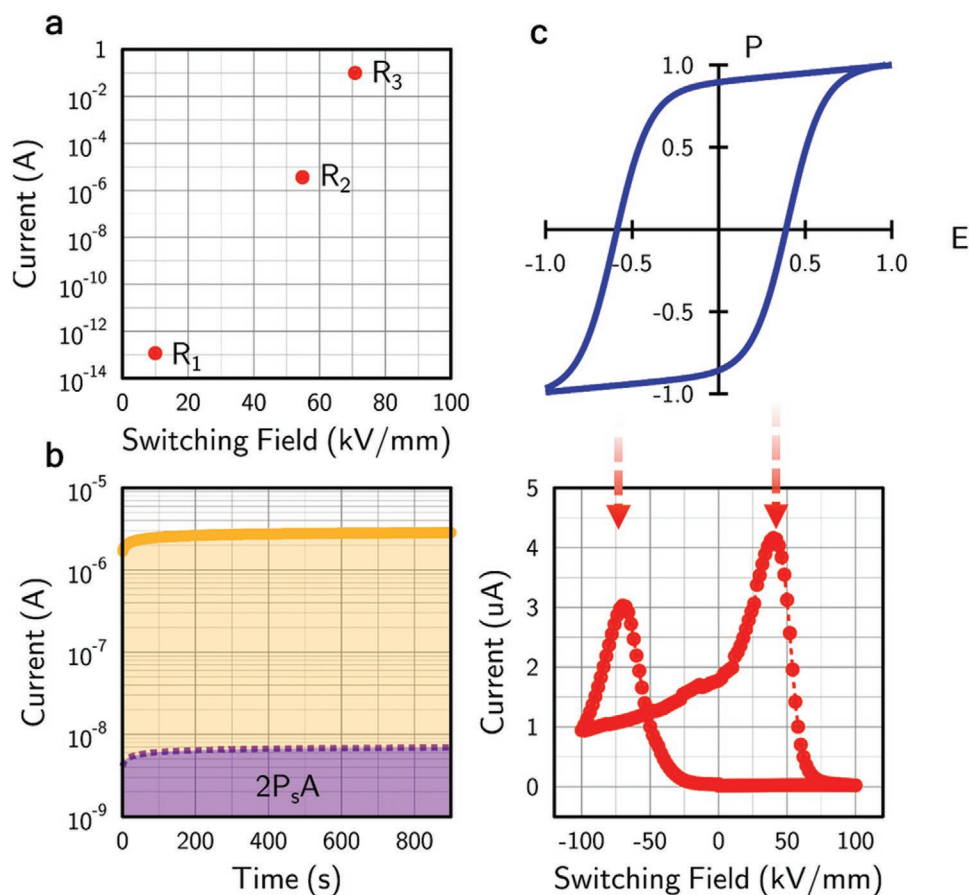 a
1
10⁻²
10⁻⁴
10⁻⁶
10⁻⁸
10⁻¹⁰
10⁻¹²
10⁻¹⁴
Current (A)
R₁
R₂
R₃
0 20 40 60 80 100
Switching Field (kV/mm)
b
10⁻⁵
10⁻⁶
10⁻⁷
10⁻⁸
10⁻⁹
Current (A)
2PₛA
0 200 400 600 800
Time (s)
c
P
1.0
0.5
E
-1.0 -0.5 0.5 1.0
-0.5
-1.0
5
4
3
2
1
0
Current (uA)
-100 -50 0 50 100
Switching Field (kV/mm)